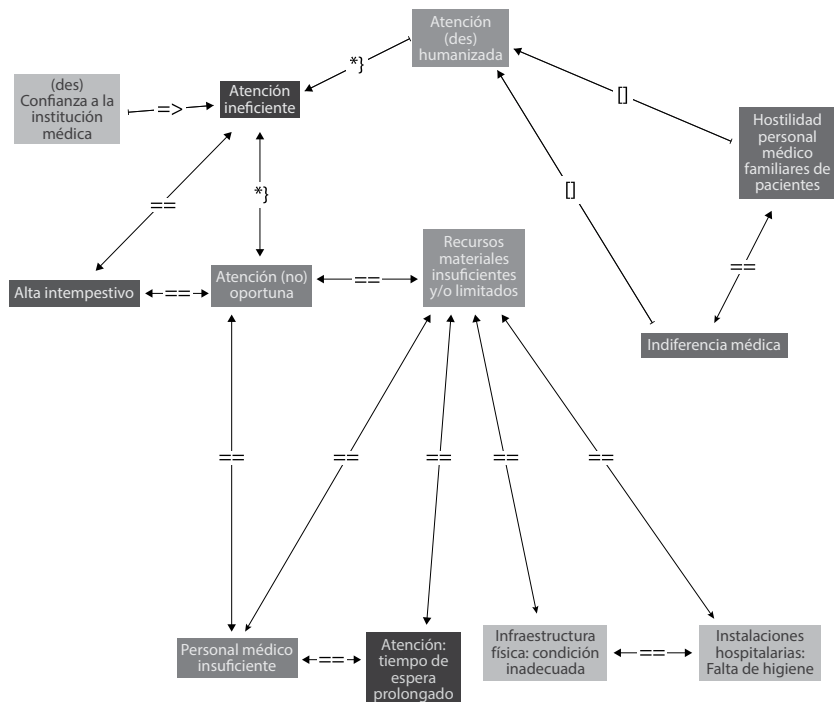 Atención
(des)
humanizada
*}
(des)
Confianza a la
institución
médica
=>
Atención
ineficiente
[]
Hostilidad
personal
médico
familiares de
pacientes
[]
==
*}
Recursos
materiales
insuficientes
y/o limitados
==
Alta intempestivo
==
Atención (no)
oportuna
==
Indiferencia médica
==
==
==
==
==
Personal médico
insuficiente
==
Atención:
tiempo de
espera
prolongado
Infraestructura
física: condición
inadecuada
==
Instalaciones
hospitalarias:
Falta de higiene